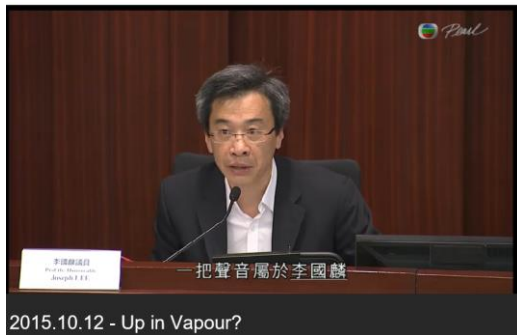 Pearl
李國麟議員
Prof the Honourable
Joseph LEE
一把聲音屬於李國麟
2015.10.12 - Up in Vapour?